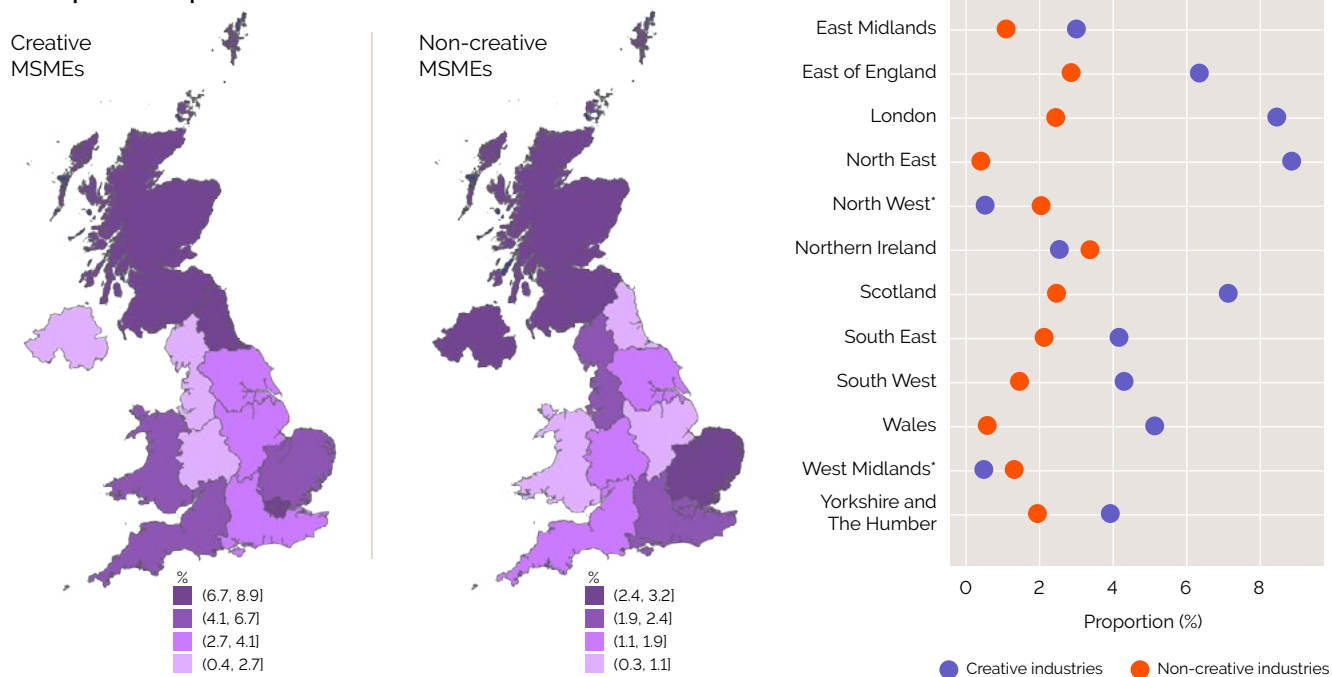 Creative
MSMEs
Non-creative
MSMEs
%
(6.7, 8.9]
(4.1, 6.7]
(2.7, 4.1]
(0.4, 2.7]
%
(2.4, 3.2]
(1.9, 2.4]
(1.1, 1.9]
(0.3, 1.1]
East Midlands
East of England
London
North East
North West*
Northern Ireland
Scotland
South East
South West
Wales
West Midlands*
Yorkshire and
The Humber
0 2 4 6 8
Proportion (%)
Creative industries Non-creative industries